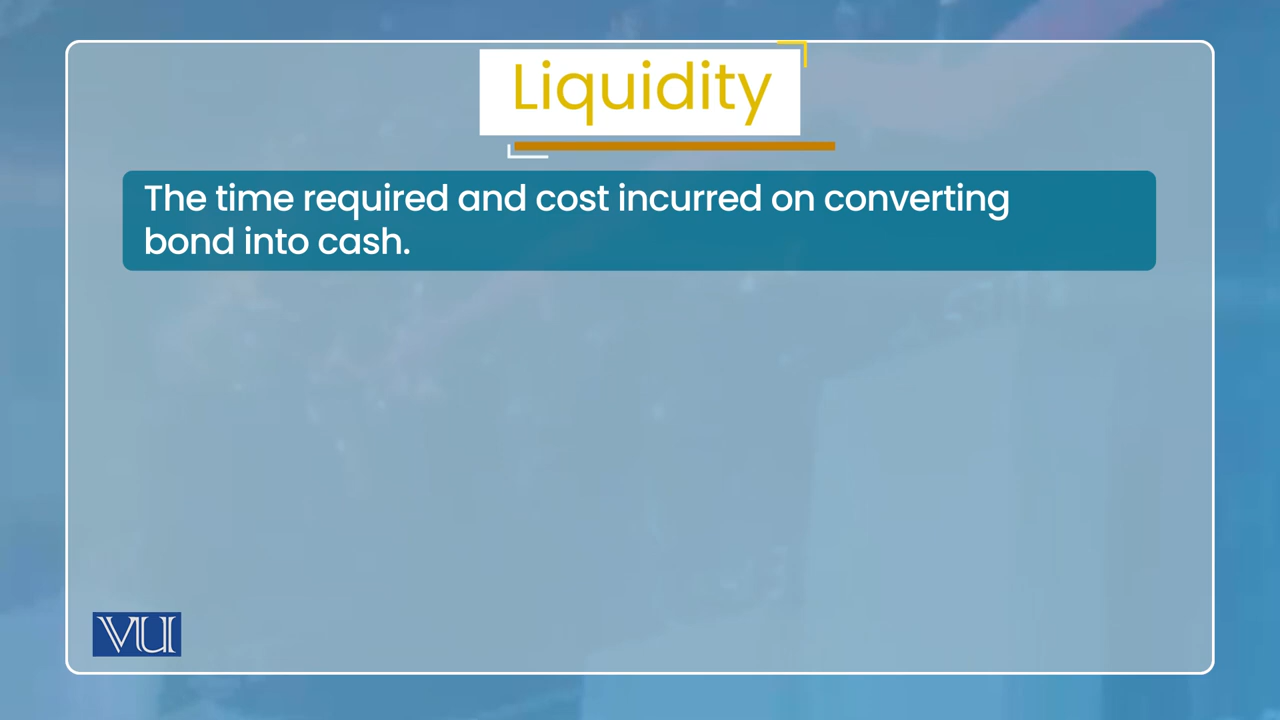 Liquidity
The time required and cost incurred on converting
bond into cash.
VU